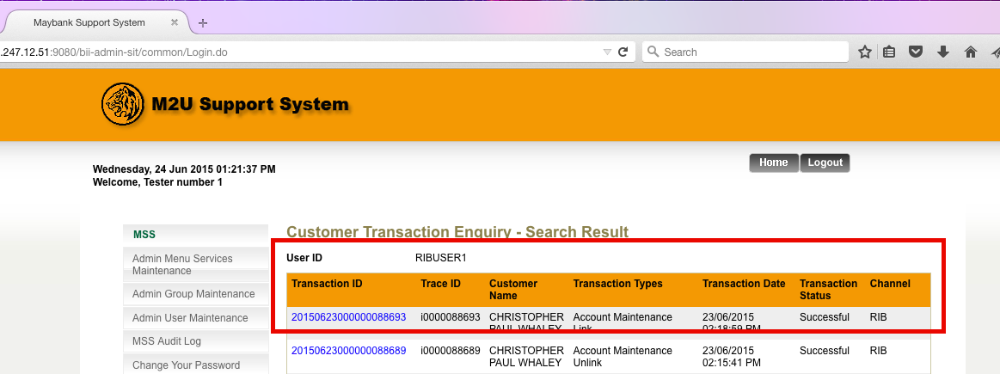 Maybank Support System
.247.12.51:9080/bii-admin-sit/common/Login.do
Search
M2U Support System
Home
Logout
Wednesday, 24 Jun 2015 01:21:37 PM
Welcome, Tester number 1
MSS
Admin Menu Services
Maintenance
Admin Group Maintenance
Admin User Maintenance
MSS Audit Log
Change Your Password
Customer Transaction Enquiry - Search Result
User ID RIBUSER1
Transaction ID Trace ID Customer Transaction Types Transaction Date Transaction Channel
Name Status
20150623000000088693 i0000088693 CHRISTOPHER Account Maintenance 23/06/2015 Successful RIB
PAUL WHALEY Link 02:18:59 PM
20150623000000088689 i0000088689 CHRISTOPHER Account Maintenance 23/06/2015 Successful RIB
PAUL WHALEY Unlink 02:15:41 PM